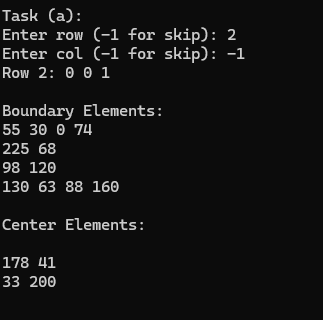 Task (a):
Enter row (-1 for skip): 2
Enter col (-1 for skip): -1
Row 2: 0 0 1
Boundary Elements:
55 30 0 74
225 68
98 120
130 63 88 160
Center Elements:
178 41
33 200